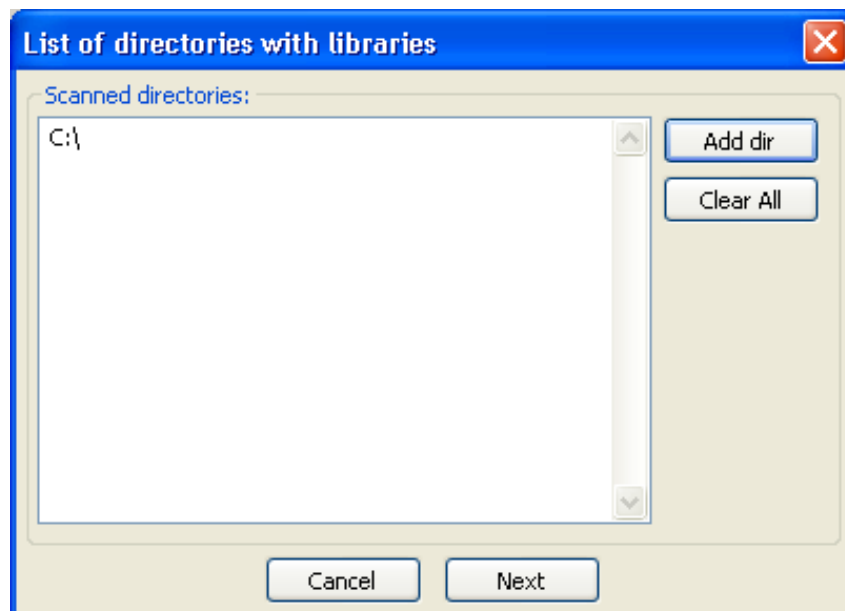 List of directories with libraries
Scanned directories:
C:\
Add dir
Clear All
Cancel
Next